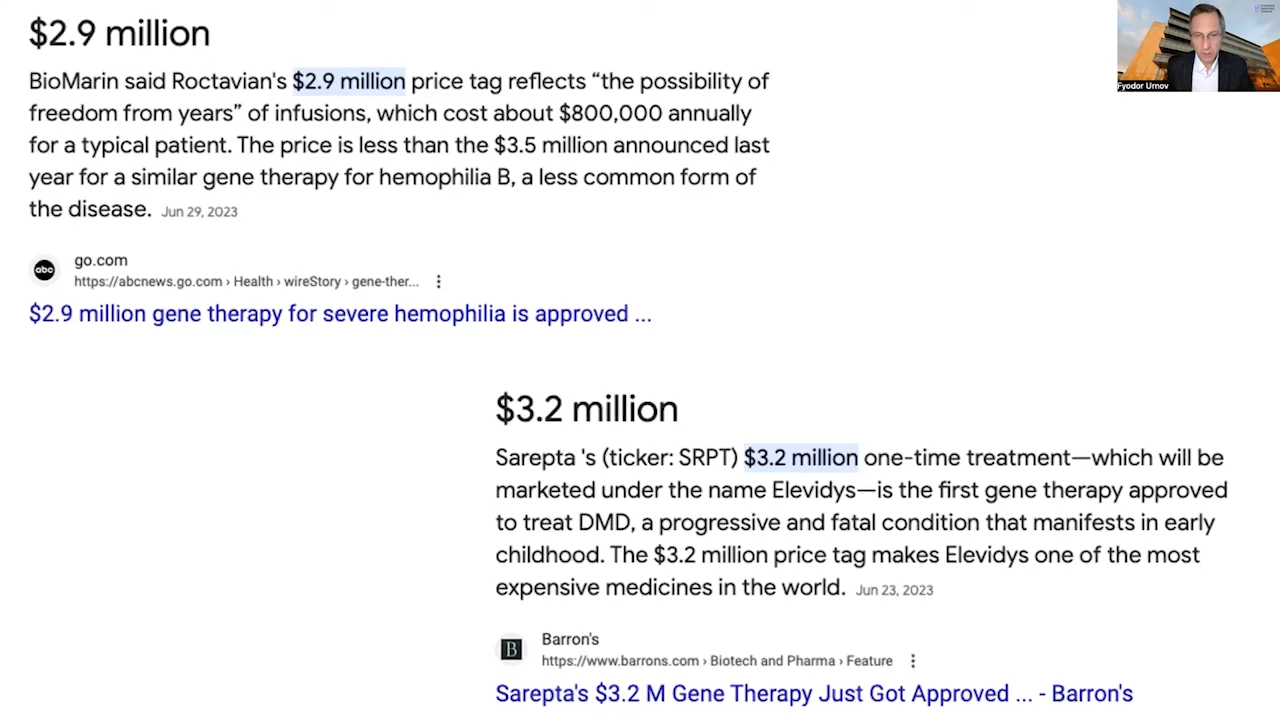 $2.9 million
BioMarin said Roctavian's $2.9 million price tag reflects “the possibility of
freedom from years” of infusions, which cost about $800,000 annually
for a typical patient. The price is less than the $3.5 million announced last
year for a similar gene therapy for hemophilia B, a less common form of
the disease. Jun 29, 2023
abc
go.com
https://abcnews.go.com › Health › wireStory › gene-ther...
$2.9 million gene therapy for severe hemophilia is approved ...
Fyodor Urnov
$3.2 million
Sarepta 's (ticker: SRPT) $3.2 million one-time treatment—which will be
marketed under the name Elevidys—is the first gene therapy approved
to treat DMD, a progressive and fatal condition that manifests in early
childhood. The $3.2 million price tag makes Elevidys one of the most
expensive medicines in the world. Jun 23, 2023
B
Barron's
https://www.barrons.com › Biotech and Pharma › Feature
Sarepta's $3.2 M Gene Therapy Just Got Approved ... - Barron's